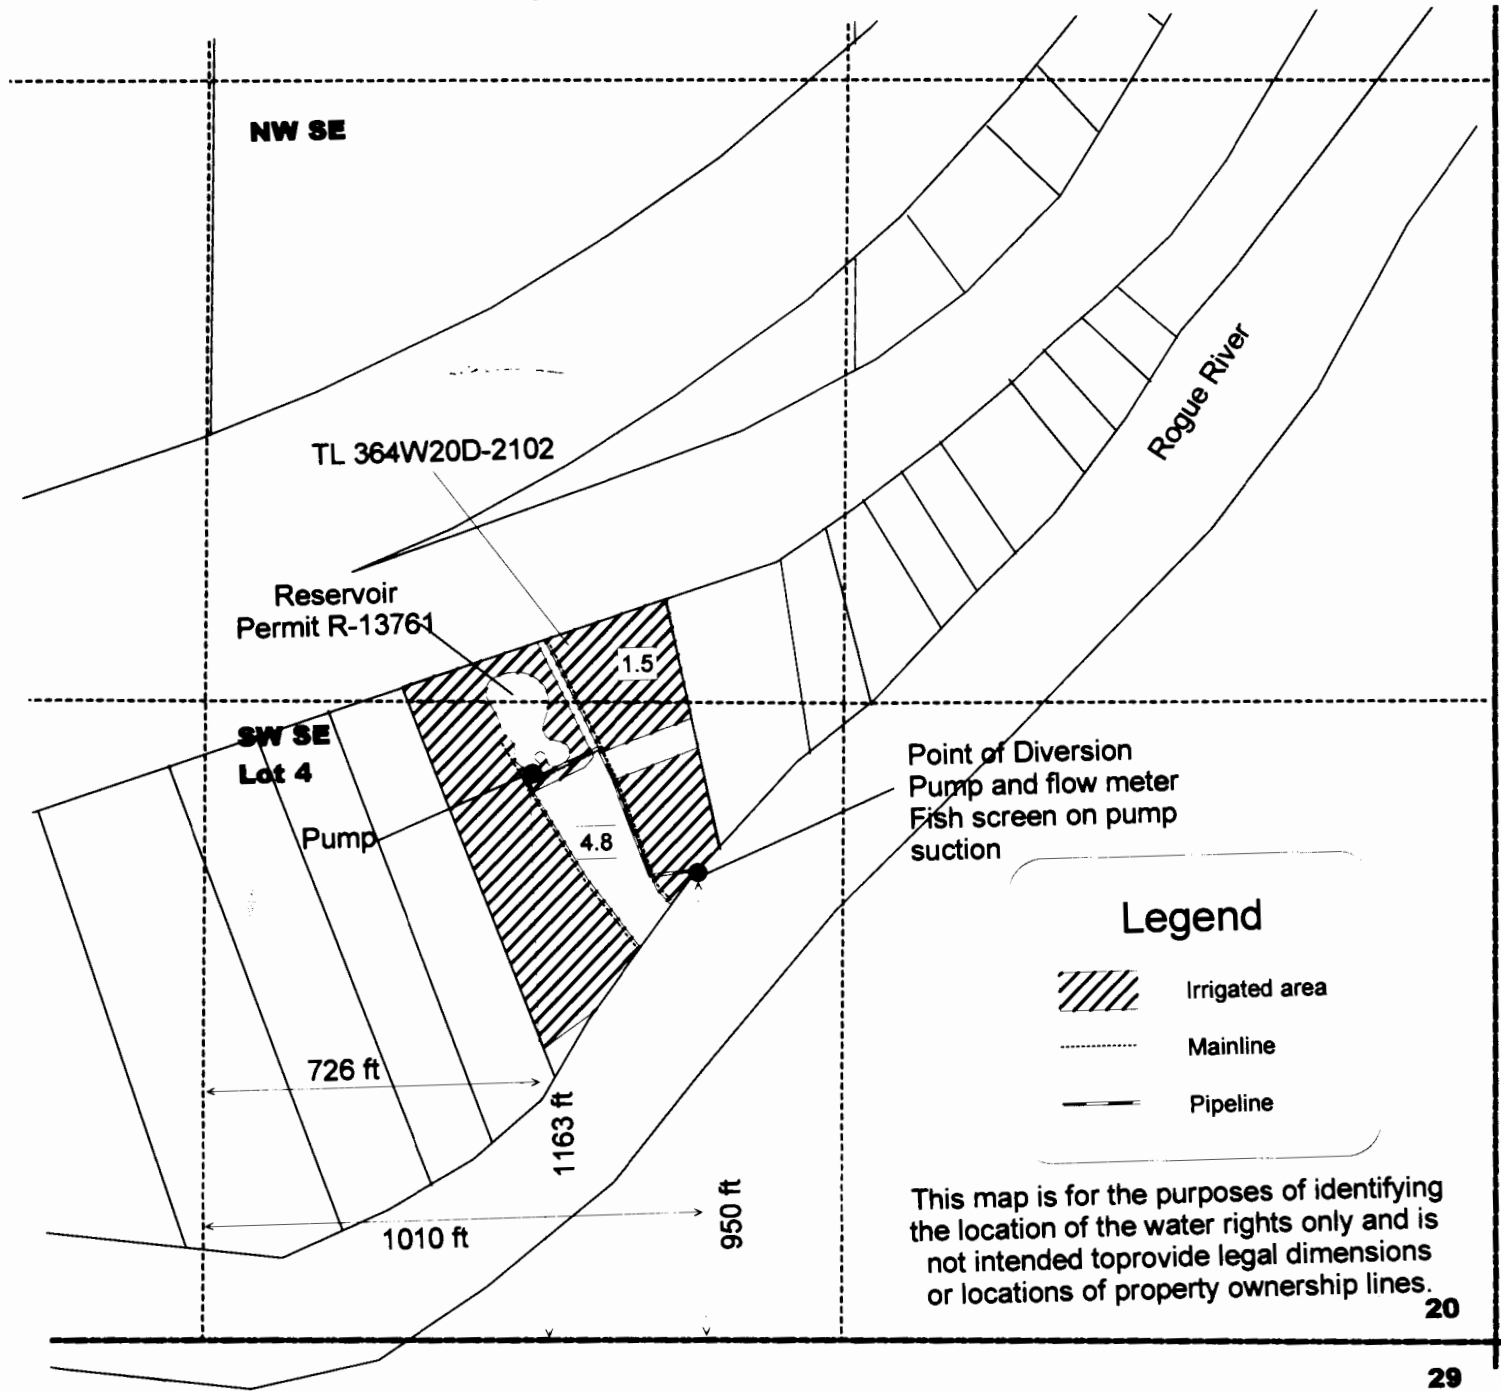 NW SE
Rogue River
TL 364W20D-2102
Reservoir
Permit R-13761
1.5
SW SE
Lot 4
Pump
4.8
Point of Diversion
Pump and flow meter
Fish screen on pump
suction
Legend
Irrigated area
Mainline
Pipeline
726 ft
1163 ft
1010 ft
950 ft
This map is for the purposes of identifying
the location of the water rights only and is
not intended toprovide legal dimensions
or locations of property ownership lines.
20
29